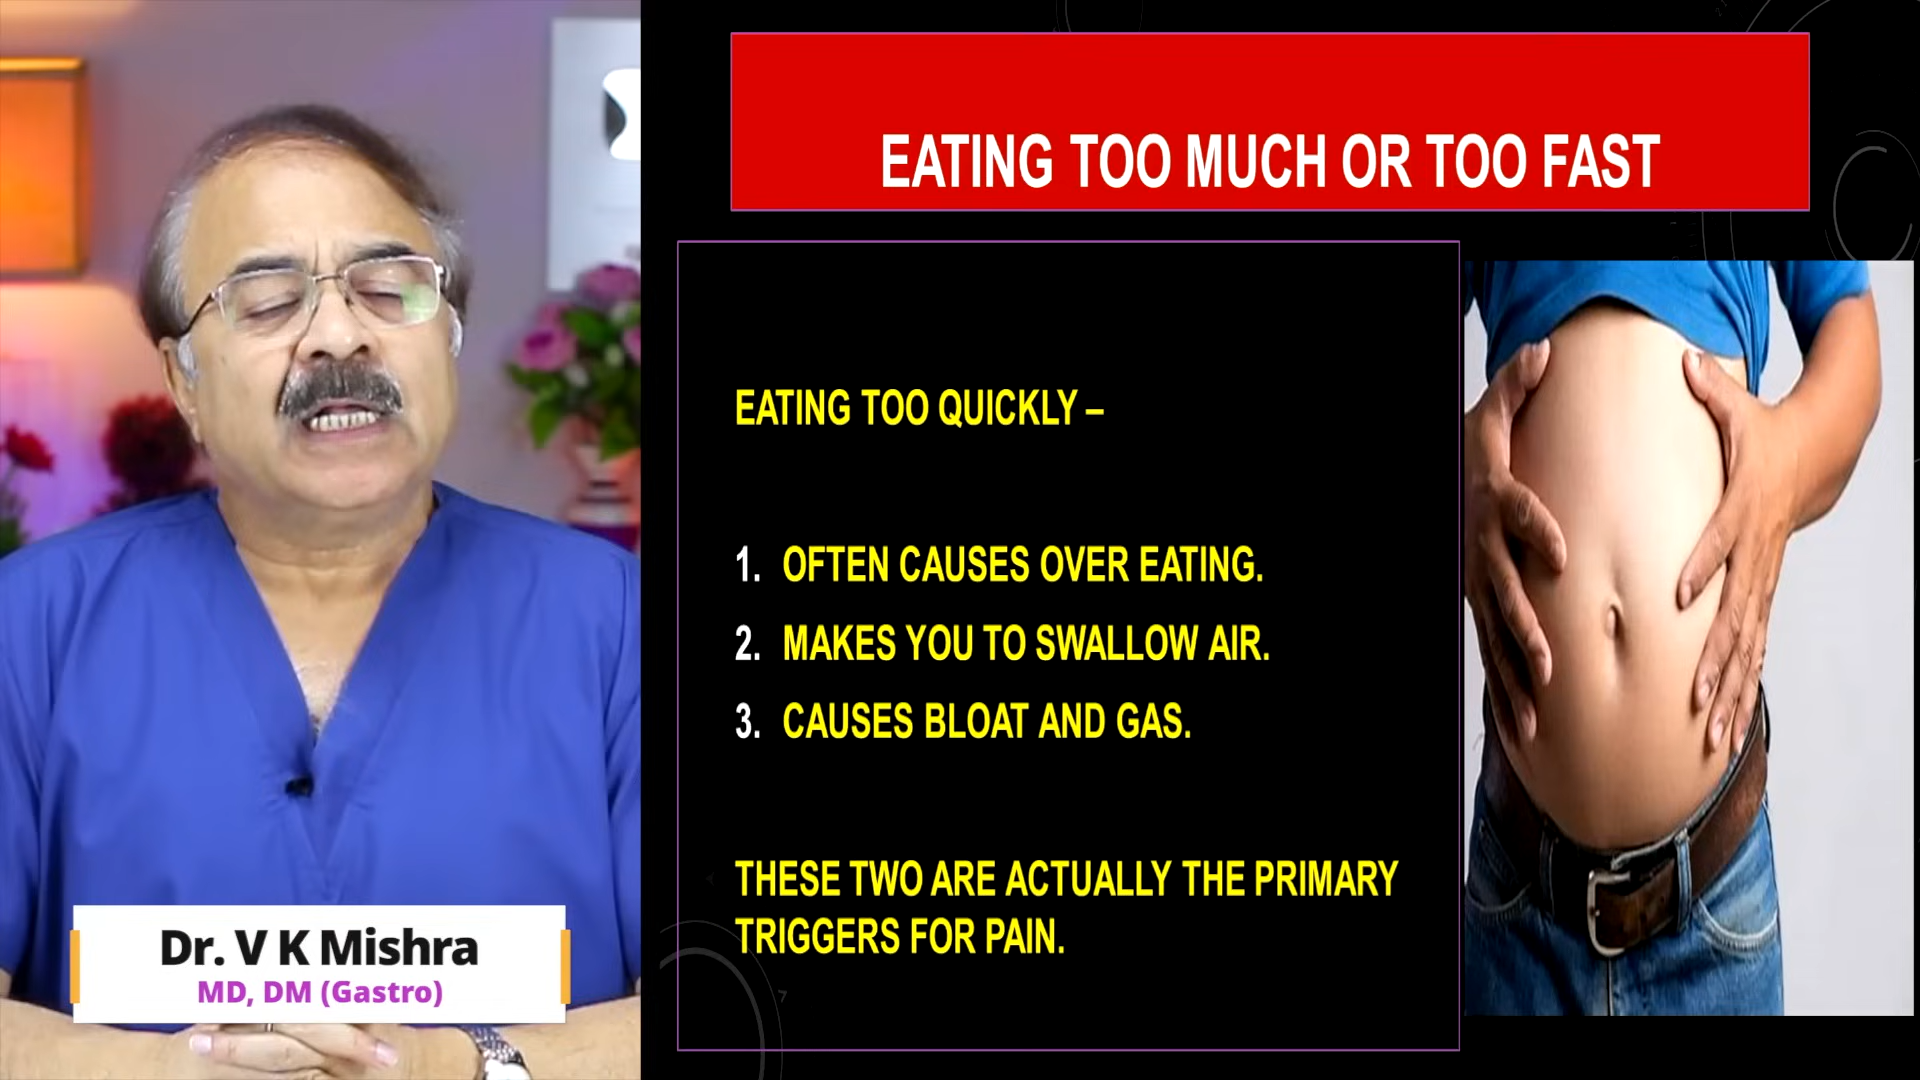 EATING TOO MUCH OR TOO FAST
EATING TOO QUICKLY –
1. OFTEN CAUSES OVER EATING.
2. MAKES YOU TO SWALLOW AIR.
3. CAUSES BLOAT AND GAS.
THESE TWO ARE ACTUALLY THE PRIMARY
TRIGGERS FOR PAIN.
Dr. V K Mishra
MD, DM (Gastro)